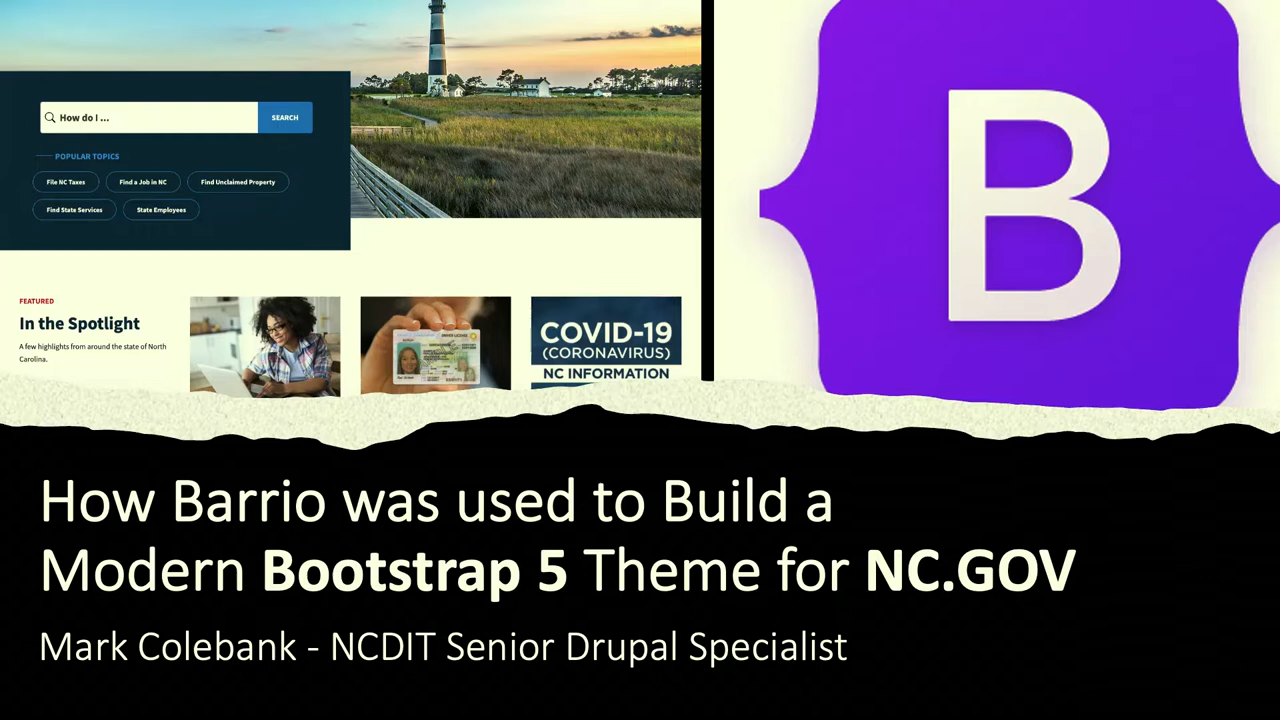 How do I ...
SEARCH
POPULAR TOPICS
File NC Taxes
Find a Job in NC
Find Unclaimed Property
Find State Services
State Employees
FEATURED
In the Spotlight
A few highlights from around the state of North
Carolina.
COVID-19
(CORONAVIRUS)
NC INFORMATION
B
How Barrio was used to Build a
Modern Bootstrap 5 Theme for NC.GOV
Mark Colebank - NCDIT Senior Drupal Specialist